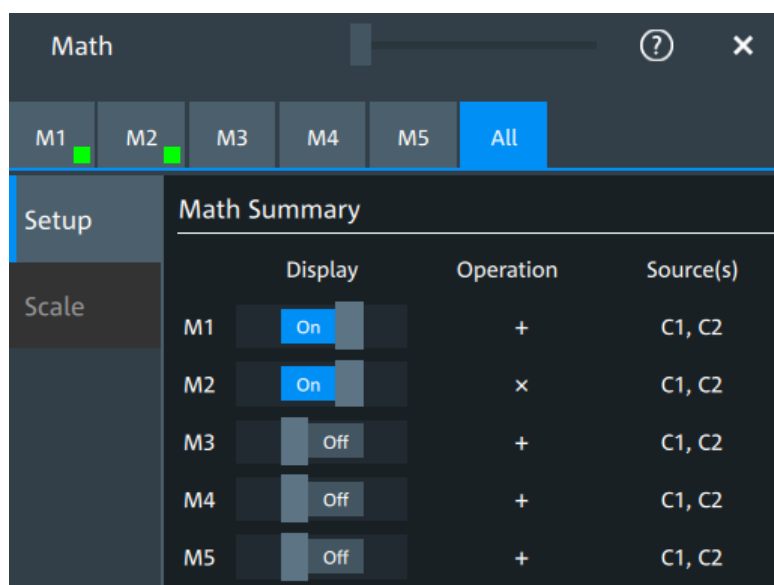 Math ? ×
M1 M2 M3 M4 M5 All
Setup
Scale
Math Summary
Display Operation Source(s)
M1 On + C1, C2
M2 On × C1, C2
M3 Off + C1, C2
M4 Off + C1, C2
M5 Off + C1, C2